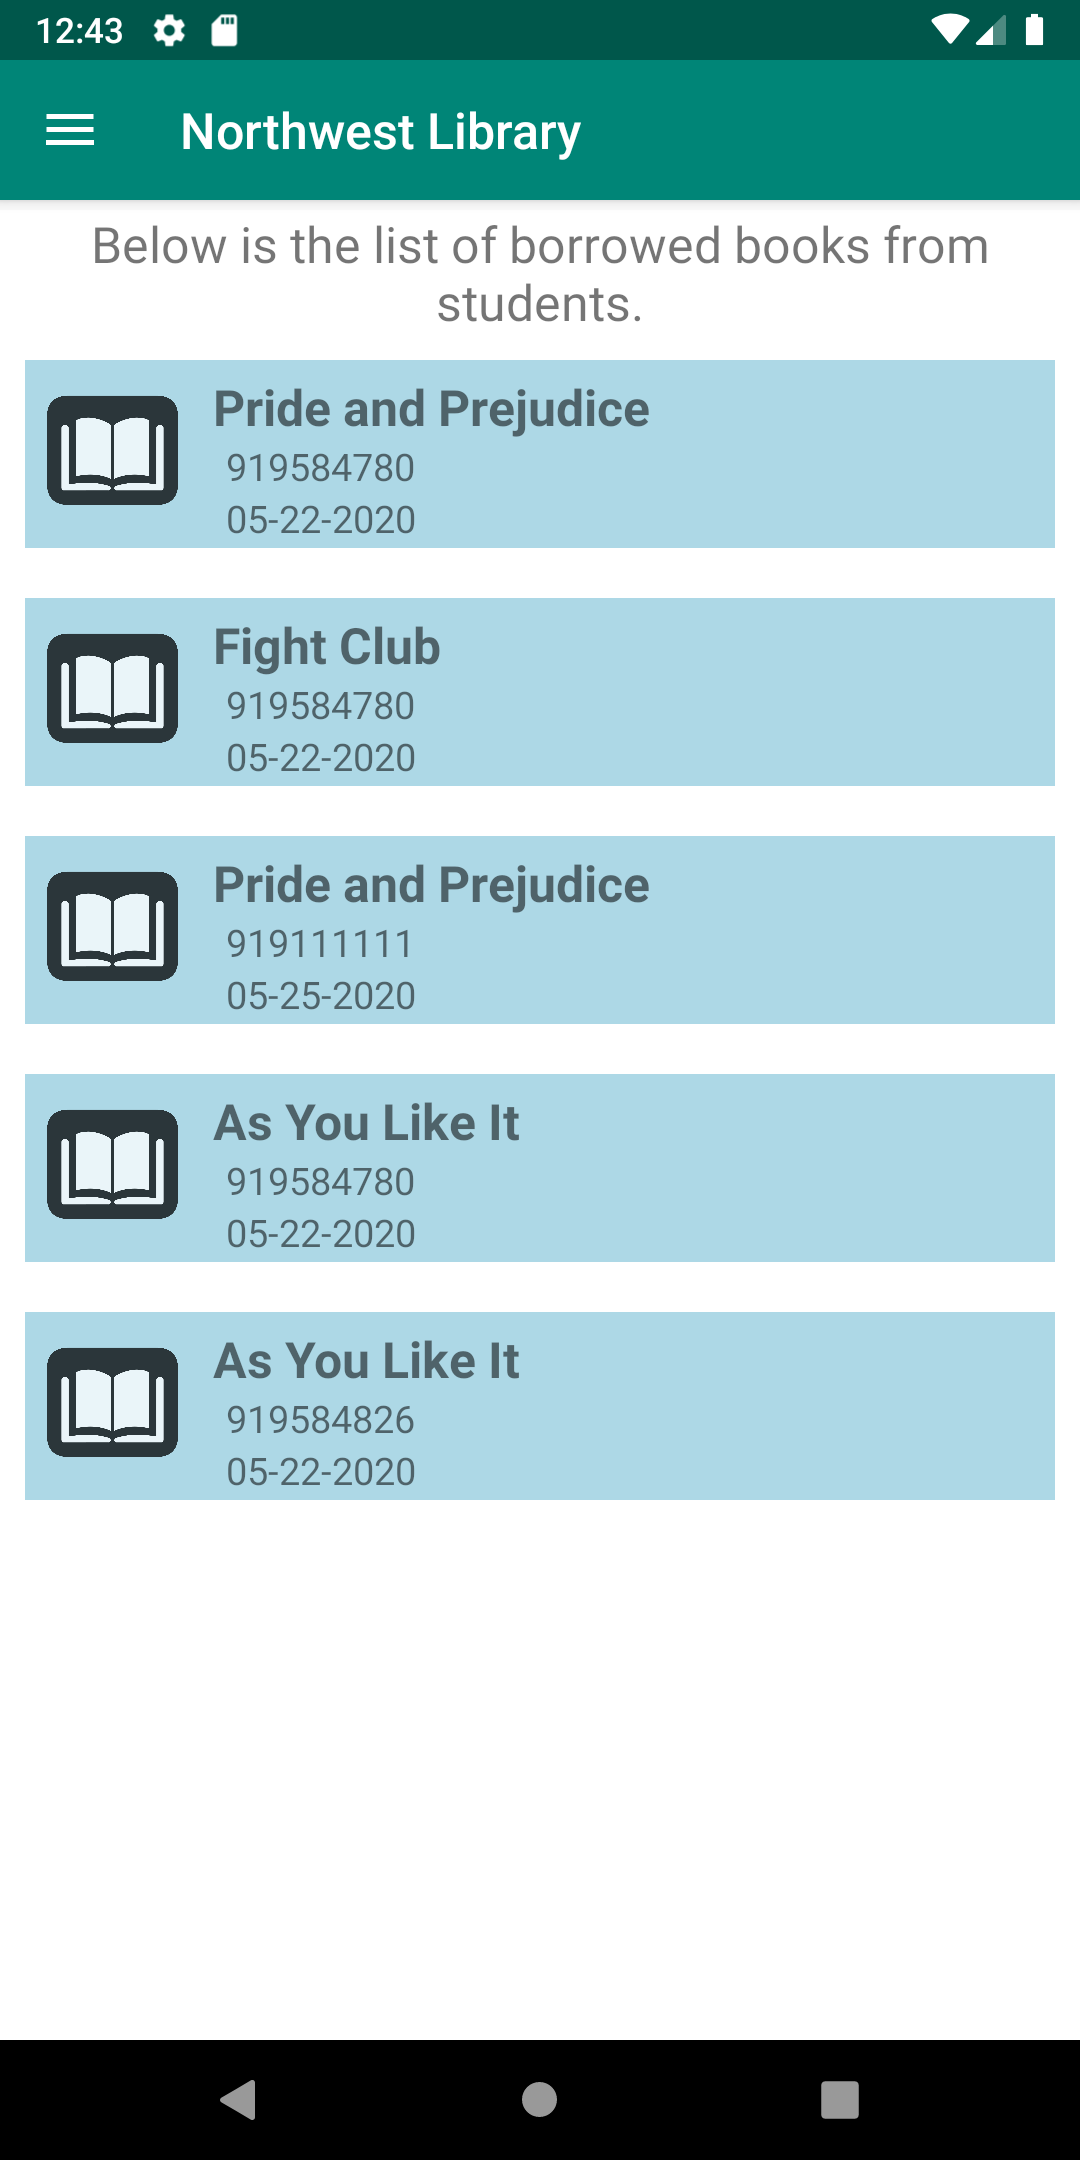 12:43
Northwest Library
Below is the list of borrowed books from
students.
Pride and Prejudice
919584780
05-22-2020
Fight Club
919584780
05-22-2020
Pride and Prejudice
919111111
05-25-2020
As You Like It
919584780
05-22-2020
As You Like It
919584826
05-22-2020